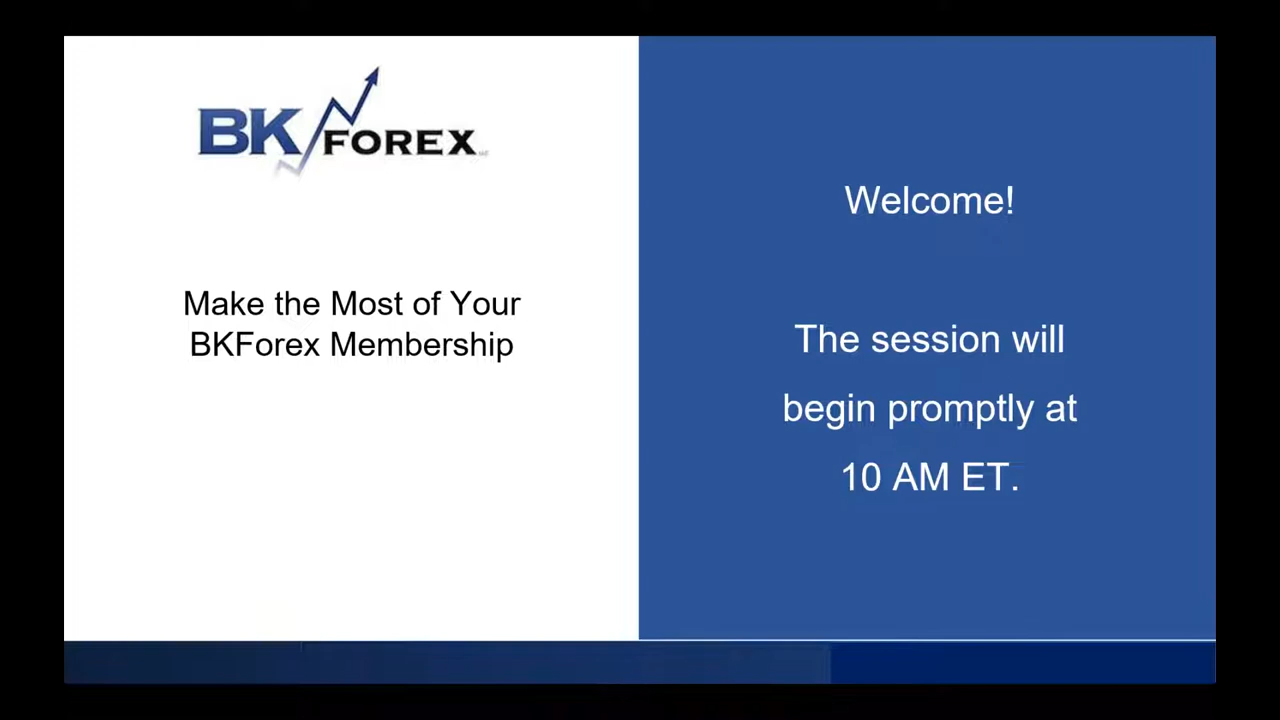 BK FOREX
Make the Most of Your
BKForex Membership
Welcome!
The session will
begin promptly at
10 AM ET.